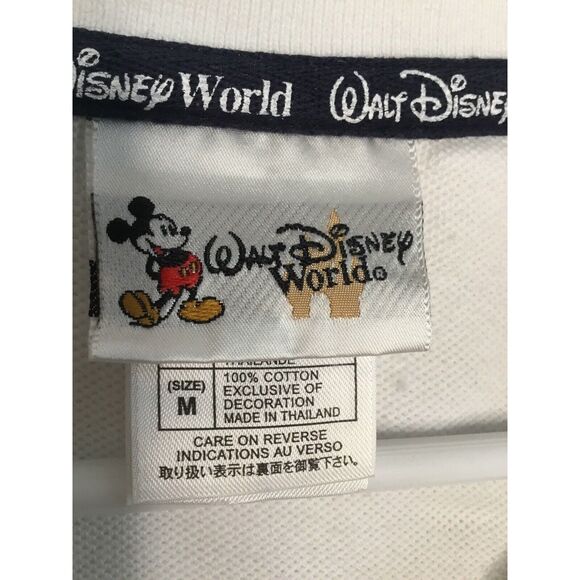 DISNEY World WALT DISNEY
WALT DISNEY
World®
THAILANDE
(SIZE)
M
100% COTTON
EXCLUSIVE OF
DECORATION
MADE IN THAILAND
CARE ON REVERSE
INDICATIONS AU VERSO
取り扱い表示は裏面を御覧下さい。